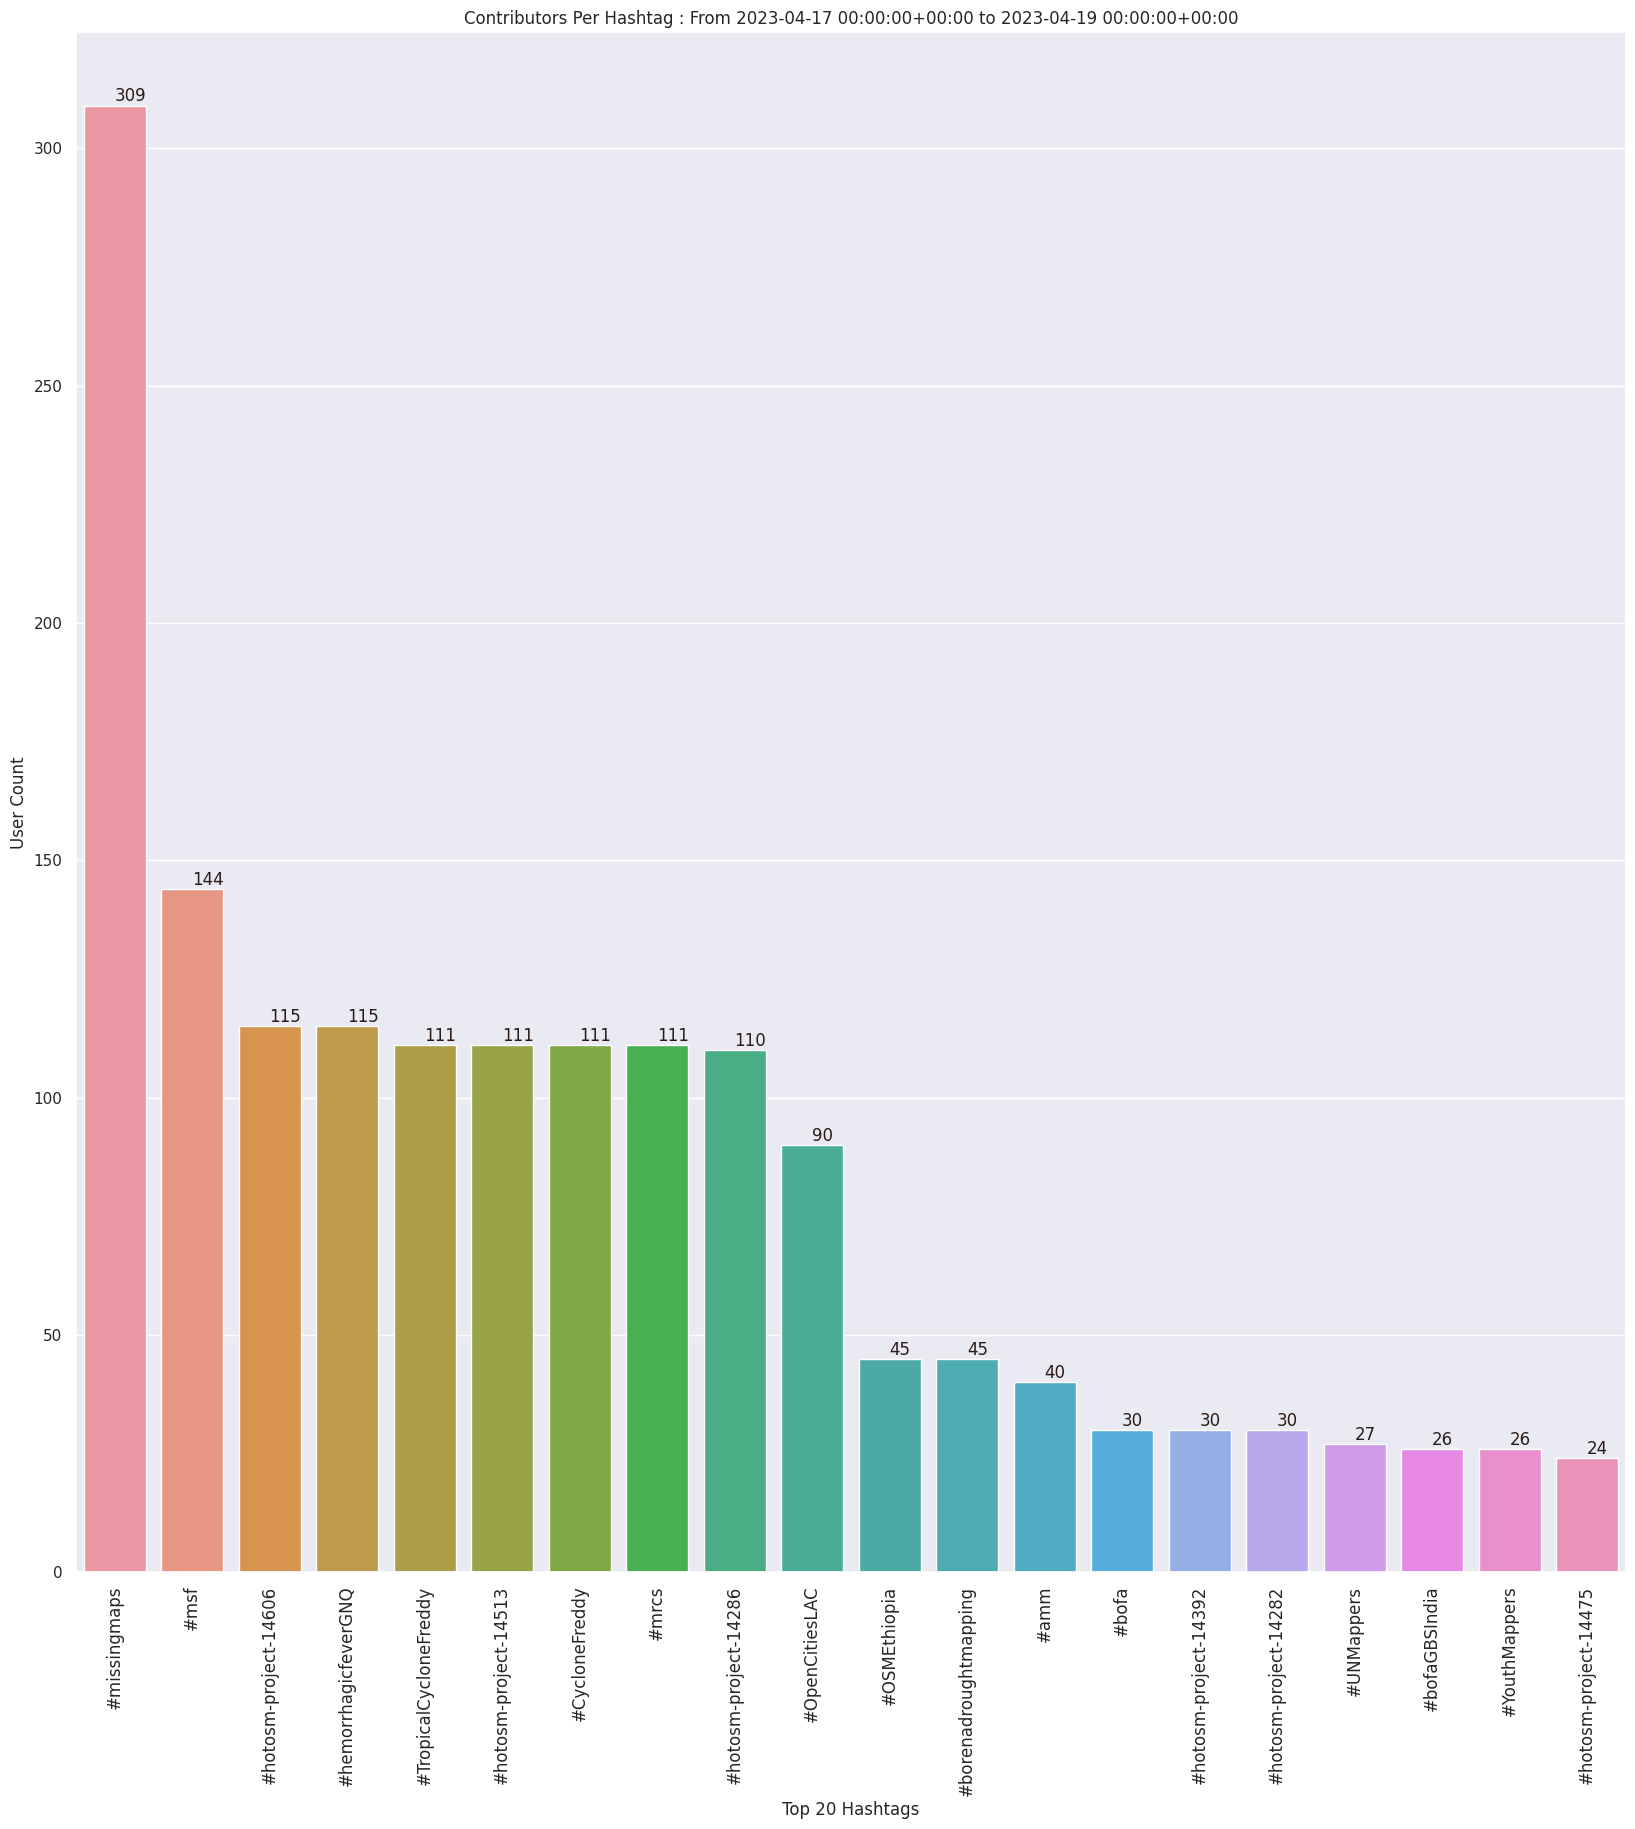 Contributors Per Hashtag : From 2023-04-17 00:00:00+00:00 to 2023-04-19 00:00:00+00:00
User Count
300
250
200
150
100
50
0
309
144
115
115
111
111
111
111
110
90
45
45
40
30
30
30
27
26
26
24
#missingmaps
#msf
#hotosm-project-14606
#hemorrhagicfeverGNQ
#TropicalCycloneFreddy
#hotosm-project-14513
#CycloneFreddy
#mrcs
#hotosm-project-14286
#OpenCitiesLAC
#OSMEthiopia
#borenadroughtmapping
#amm
#bofa
#hotosm-project-14392
#hotosm-project-14282
#UNMappers
#bofaGBSIndia
#YouthMappers
#hotosm-project-14475
Top 20 Hashtags